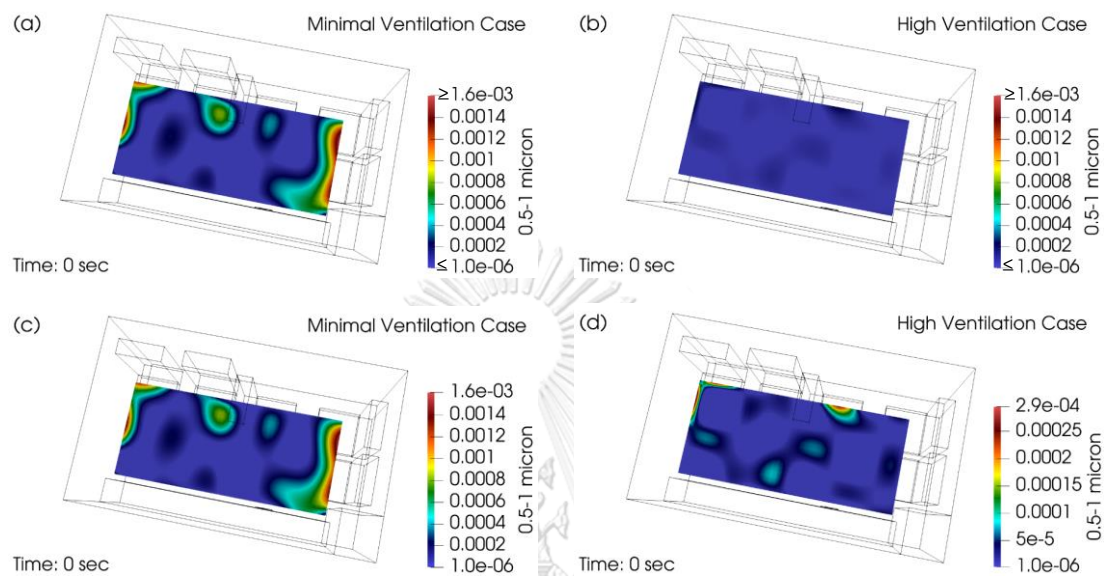 (a)
Minimal Ventilation Case
≥ 1.6e-03
0.0014
0.0012
0.001
0.0008
0.0006
0.0004
0.0002
≤ 1.0e-06
0.5-1 micron
Time: 0 sec
(b)
High Ventilation Case
≥ 1.6e-03
0.0014
0.0012
0.001
0.0008
0.0006
0.0004
0.0002
≤ 1.0e-06
0.5-1 micron
Time: 0 sec
(c)
Minimal Ventilation Case
1.6e-03
0.0014
0.0012
0.001
0.0008
0.0006
0.0004
0.0002
1.0e-06
0.5-1 micron
Time: 0 sec
(d)
High Ventilation Case
2.9e-04
0.00025
0.0002
0.00015
0.0001
5e-5
1.0e-06
0.5-1 micron
Time: 0 sec